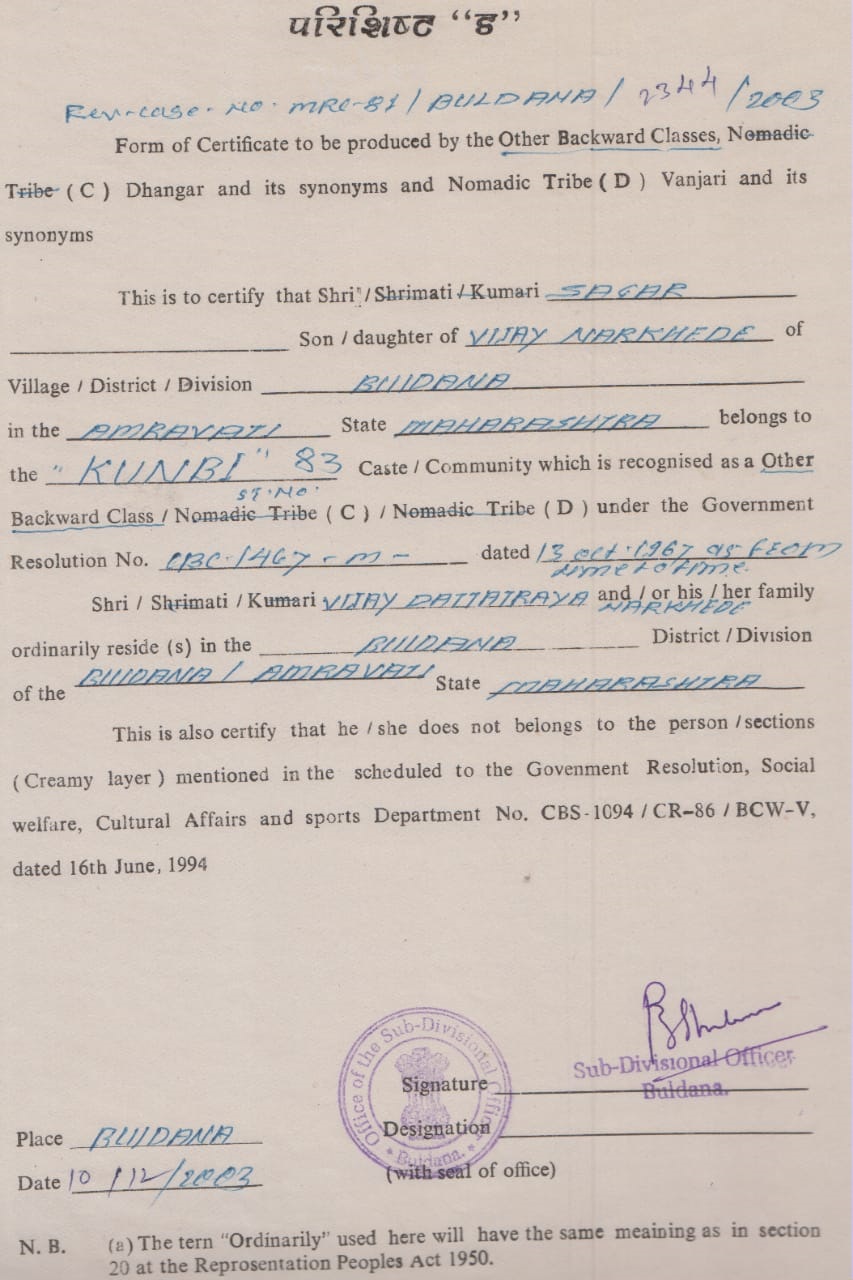 परिशिष्ट “ड”
Rev-case-No. MRC-81 / BULDANA / 2344 / 2003
Form of Certificate to be produced by the Other Backward Classes, Nomadic
Tribe ( C ) Dhangar and its synonyms and Nomadic Tribe ( D ) Vanjari and its
synonyms
This is to certify that Shri / Shrimati / Kumari SAGAR
Son / daughter of VIJAY NARKHEDE of
Village / District / Division BULDANA
in the AMRAVATI State MAHARASHTRA belongs to
the " KUNBI " 83 Caste / Community which is recognised as a Other
ST. NO.
Backward Class / Nomadic Tribe ( C ) / Nomadic Tribe ( D ) under the Government
Resolution No. CBC-1467-M- dated 13 oct. 1967 as FROM
time to time.
Shri / Shrimati / Kumari VIJAY DATTATRAYA and / or his / her family
NARKHEDE
ordinarily reside (s) in the BULDANA District / Division
of the BULDANA / AMRAVATI State MAHARASHTRA
This is also certify that he / she does not belongs to the person / sections
( Creamy layer ) mentioned in the scheduled to the Govenment Resolution, Social
welfare, Cultural Affairs and sports Department No. CBS-1094 / CR-86 / BCW-V,
dated 16th June, 1994
Office of the Sub-Divisional Officer
* Buldana. *
Sub-Divisional Officer
Buldana.
Signature
Place BULDANA
Designation
Date 10 / 12 / 2003
(with seal of office)
N. B. (a) The tern “Ordinarily” used here will have the same meaining as in section
20 at the Reprosentation Peoples Act 1950.